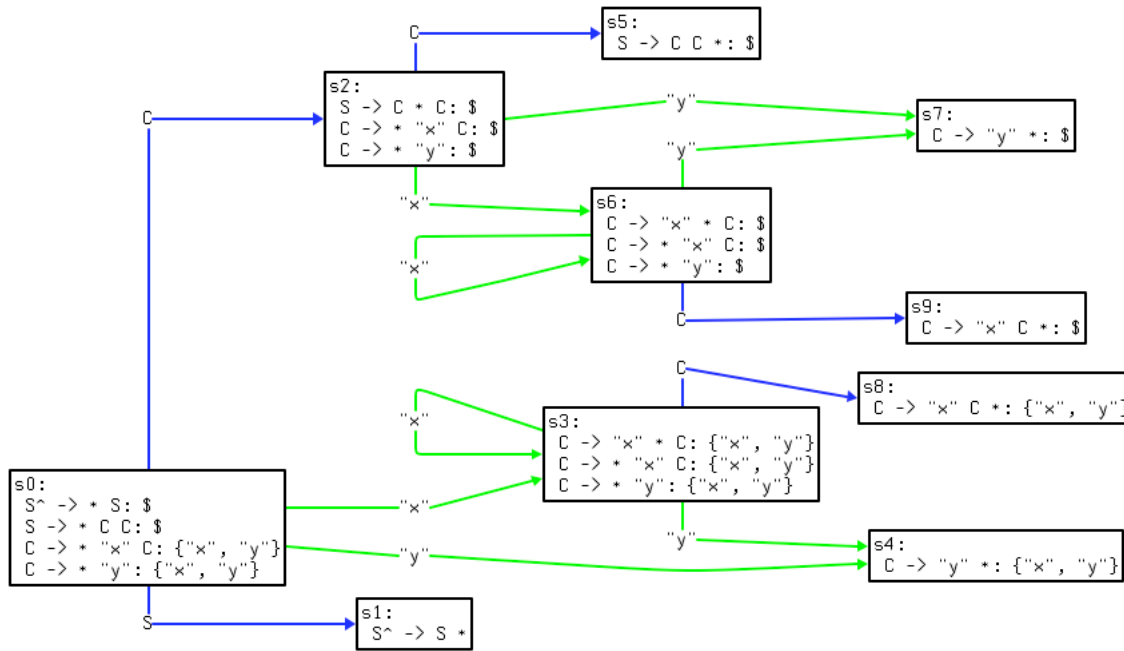 C
s5:
S -> C C *: $
s2:
S -> C * C: $
C -> * "x" C: $
C -> * "y": $
"y"
s7:
C -> "y" *: $
C
"y"
"x"
s6:
C -> "x" * C: $
C -> * "x" C: $
C -> * "y": $
"x"
C
s9:
C -> "x" C *: $
C
s8:
C -> "x" C *: {"x", "y"}
"x"
s3:
C -> "x" * C: {"x", "y"}
C -> * "x" C: {"x", "y"}
C -> * "y": {"x", "y"}
s0:
S^ -> * S: $
S -> * C C: $
C -> * "x" C: {"x", "y"}
C -> * "y": {"x", "y"}
"x"
"y"
"y"
s4:
C -> "y" *: {"x", "y"}
S
s1:
S^ -> S *